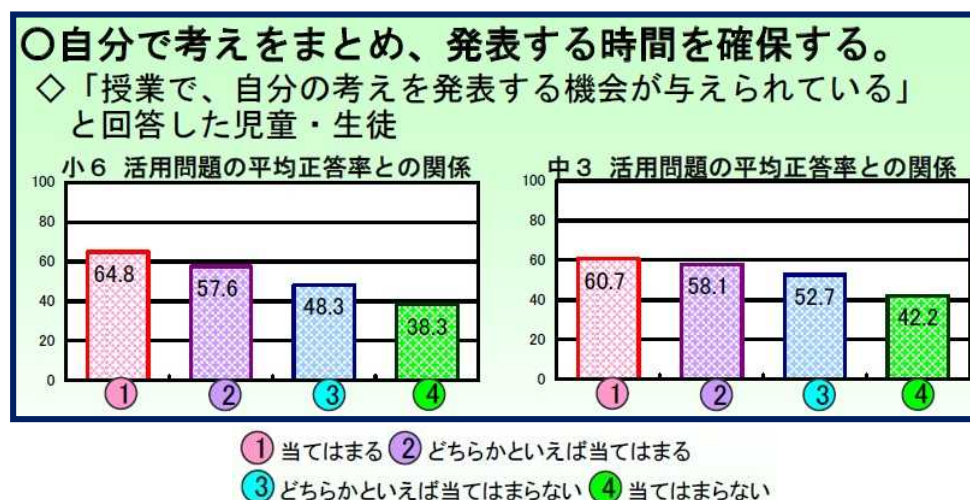 〇自分で考えをまとめ、発表する時間を確保する。
◇「授業で、自分の考えを発表する機会が与えられている」
と回答した児童・生徒
小6 活用問題の平均正答率との関係
100
80
60
40
20
0
64.8
57.6
48.3
38.3
① ② ③ ④
中3 活用問題の平均正答率との関係
100
80
60
40
20
0
60.7
58.1
52.7
42.2
① ② ③ ④
① 当てはまる ② どちらかといえば当てはまる
③ どちらかといえば当てはまらない ④ 当てはまらない